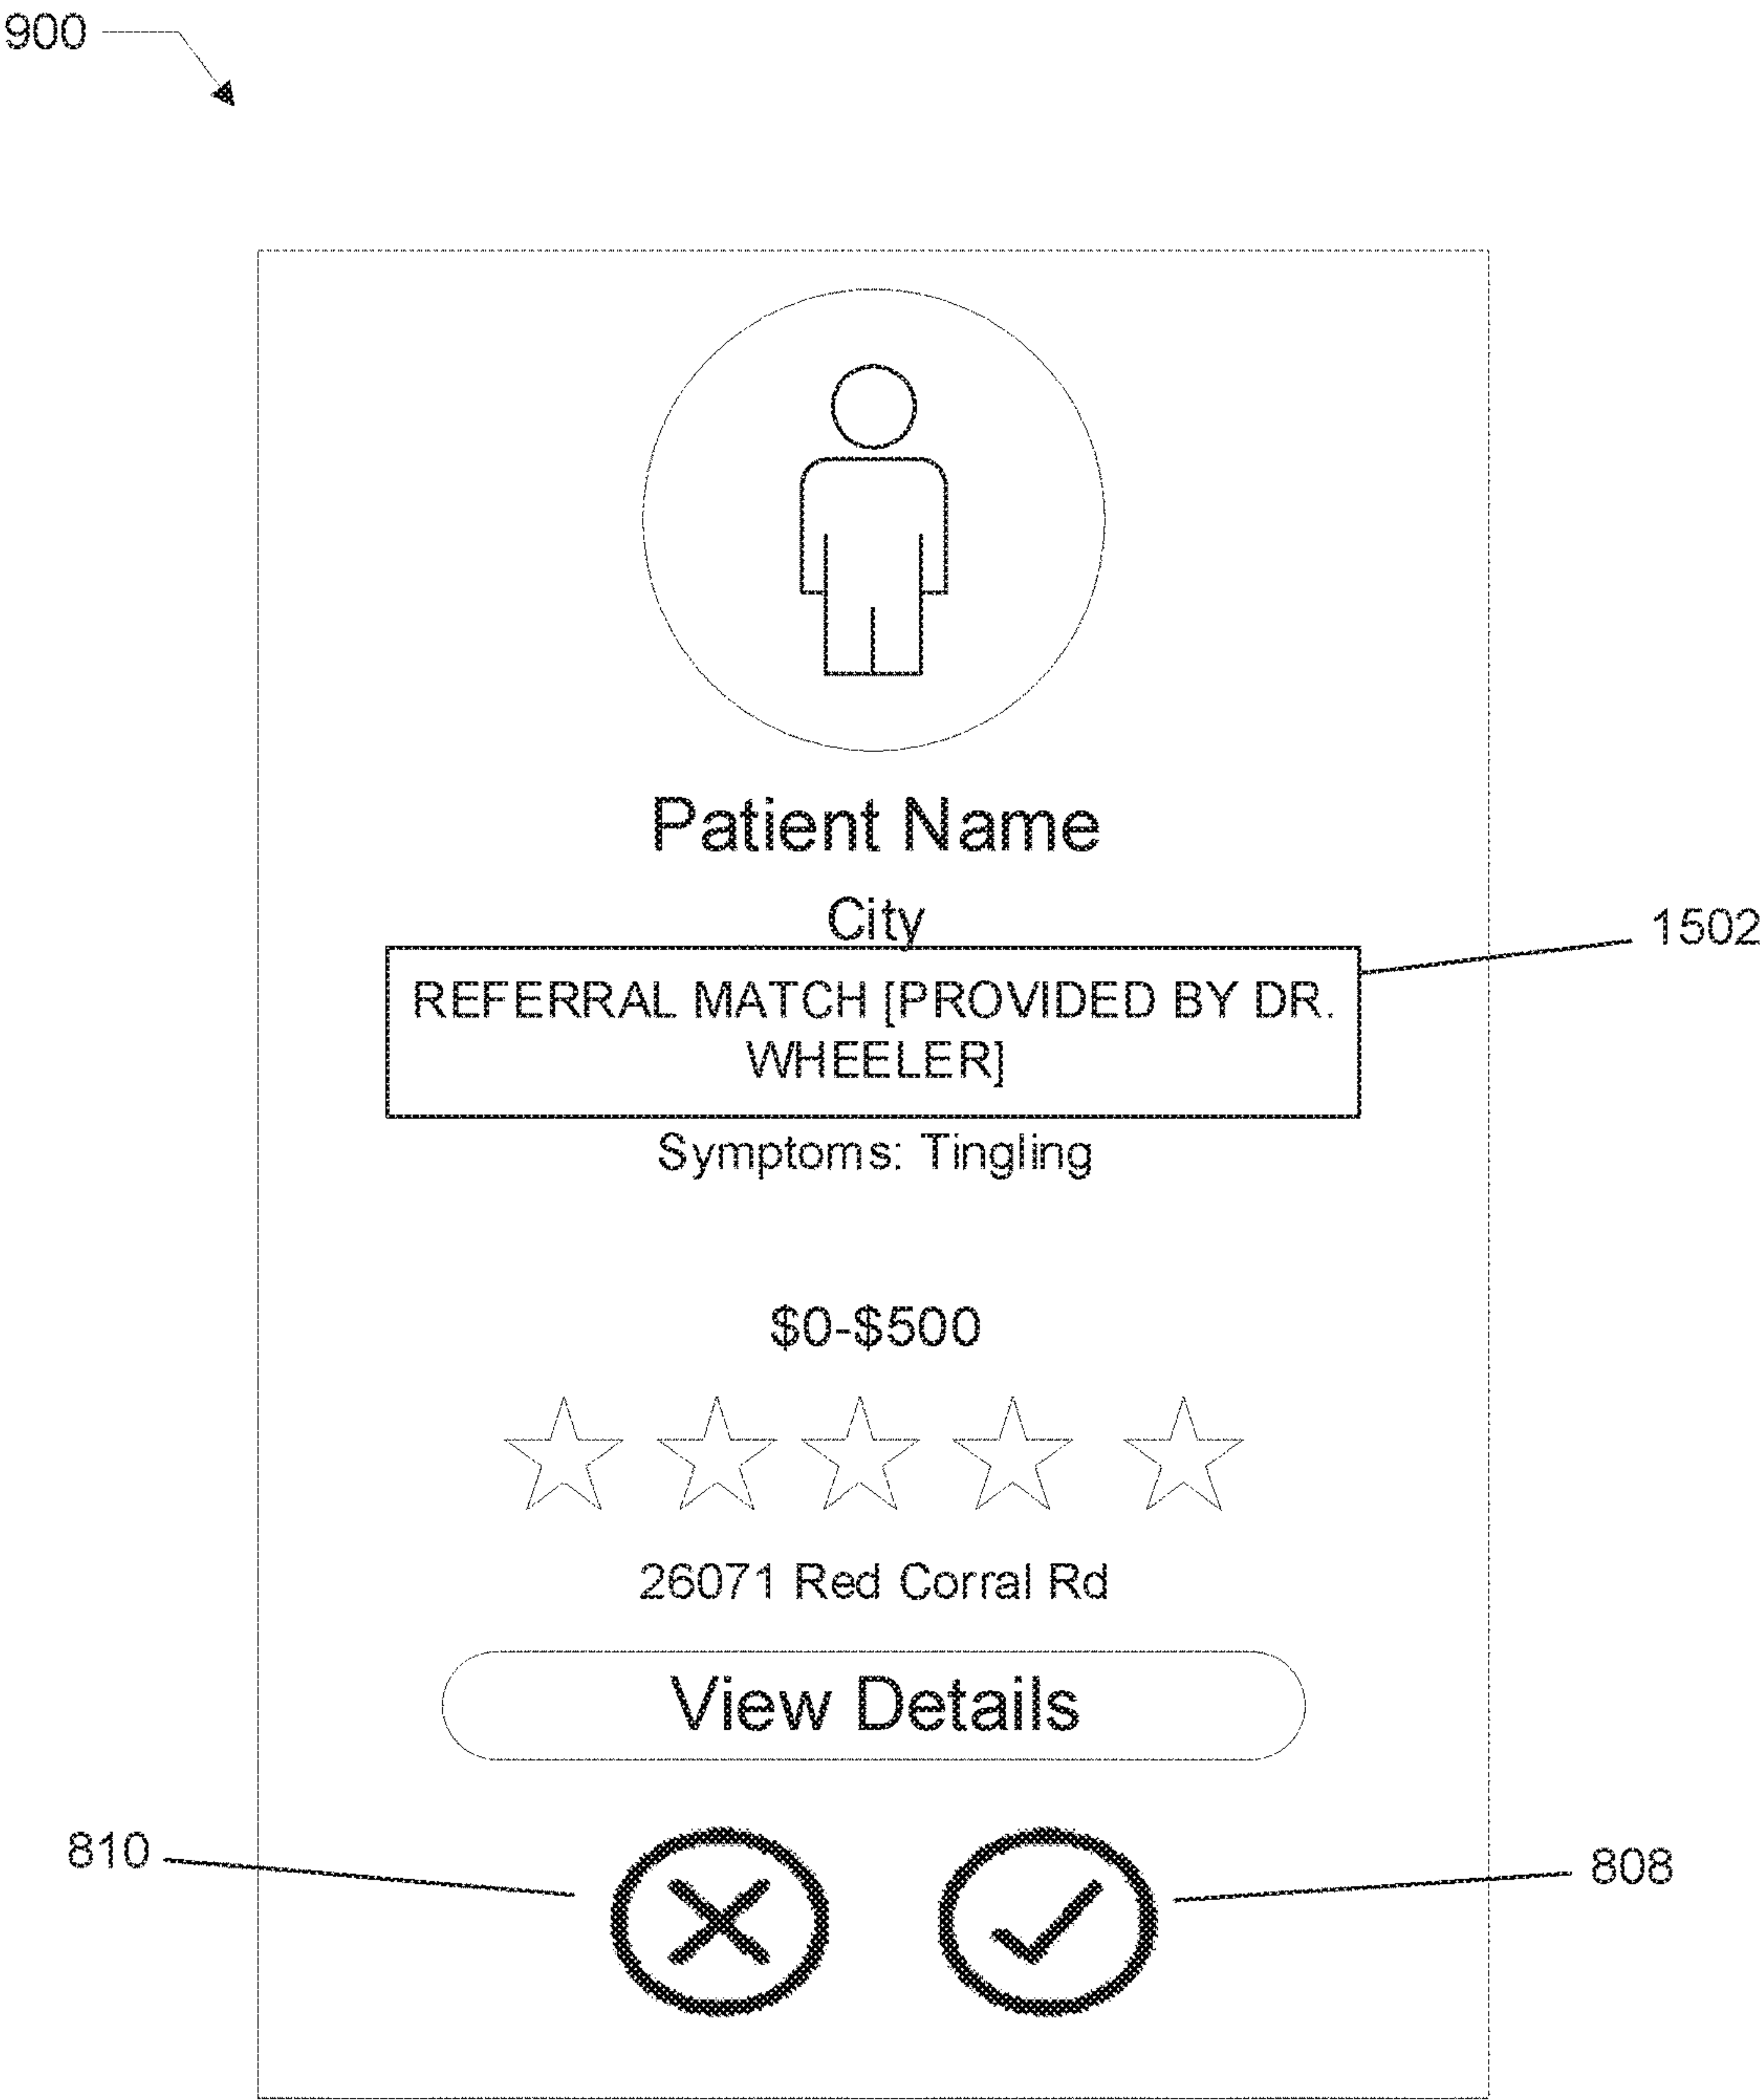 900
Patient Name
City
1502
REFERRAL MATCH [PROVIDED BY DR.
WHEELER]
Symptoms: Tingling
$0-$500
26071 Red Corral Rd
View Details
810
808